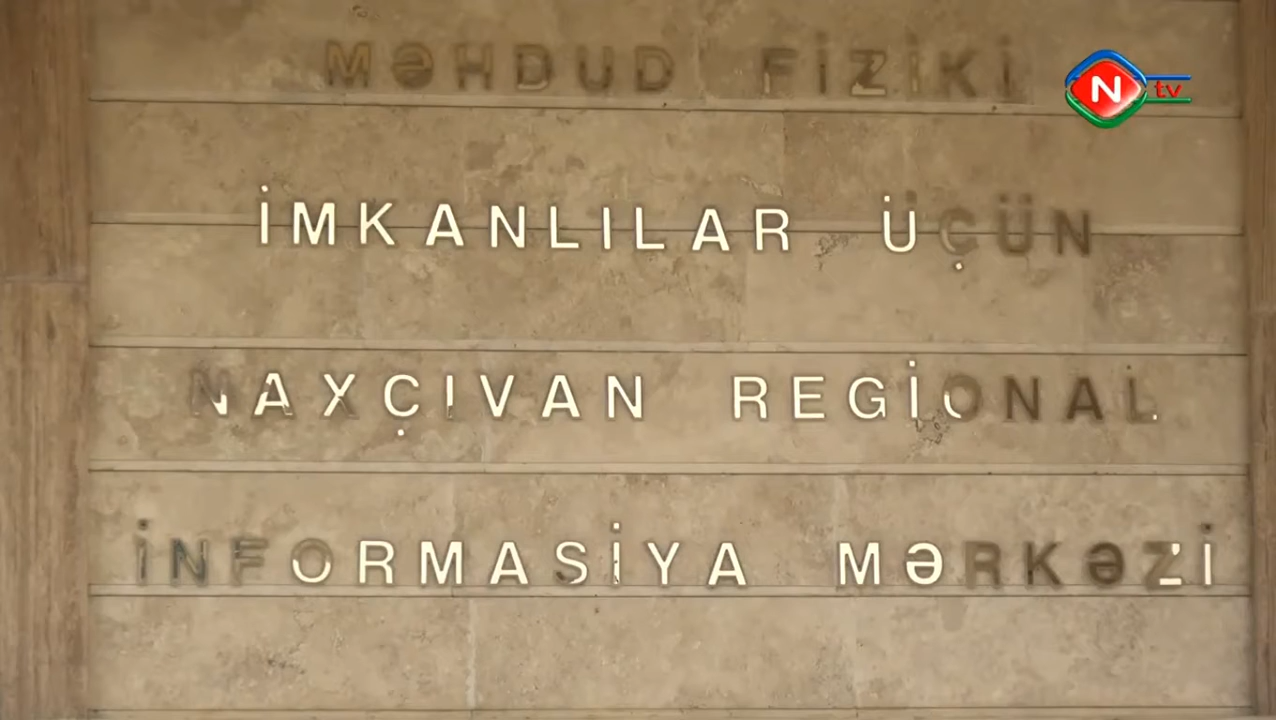 MƏHDUD FİZİKİ
N tv
İMKANLILAR ÜÇÜN
NAXÇIVAN REGİONAL
İNFORMASİYA MƏRKƏZİ